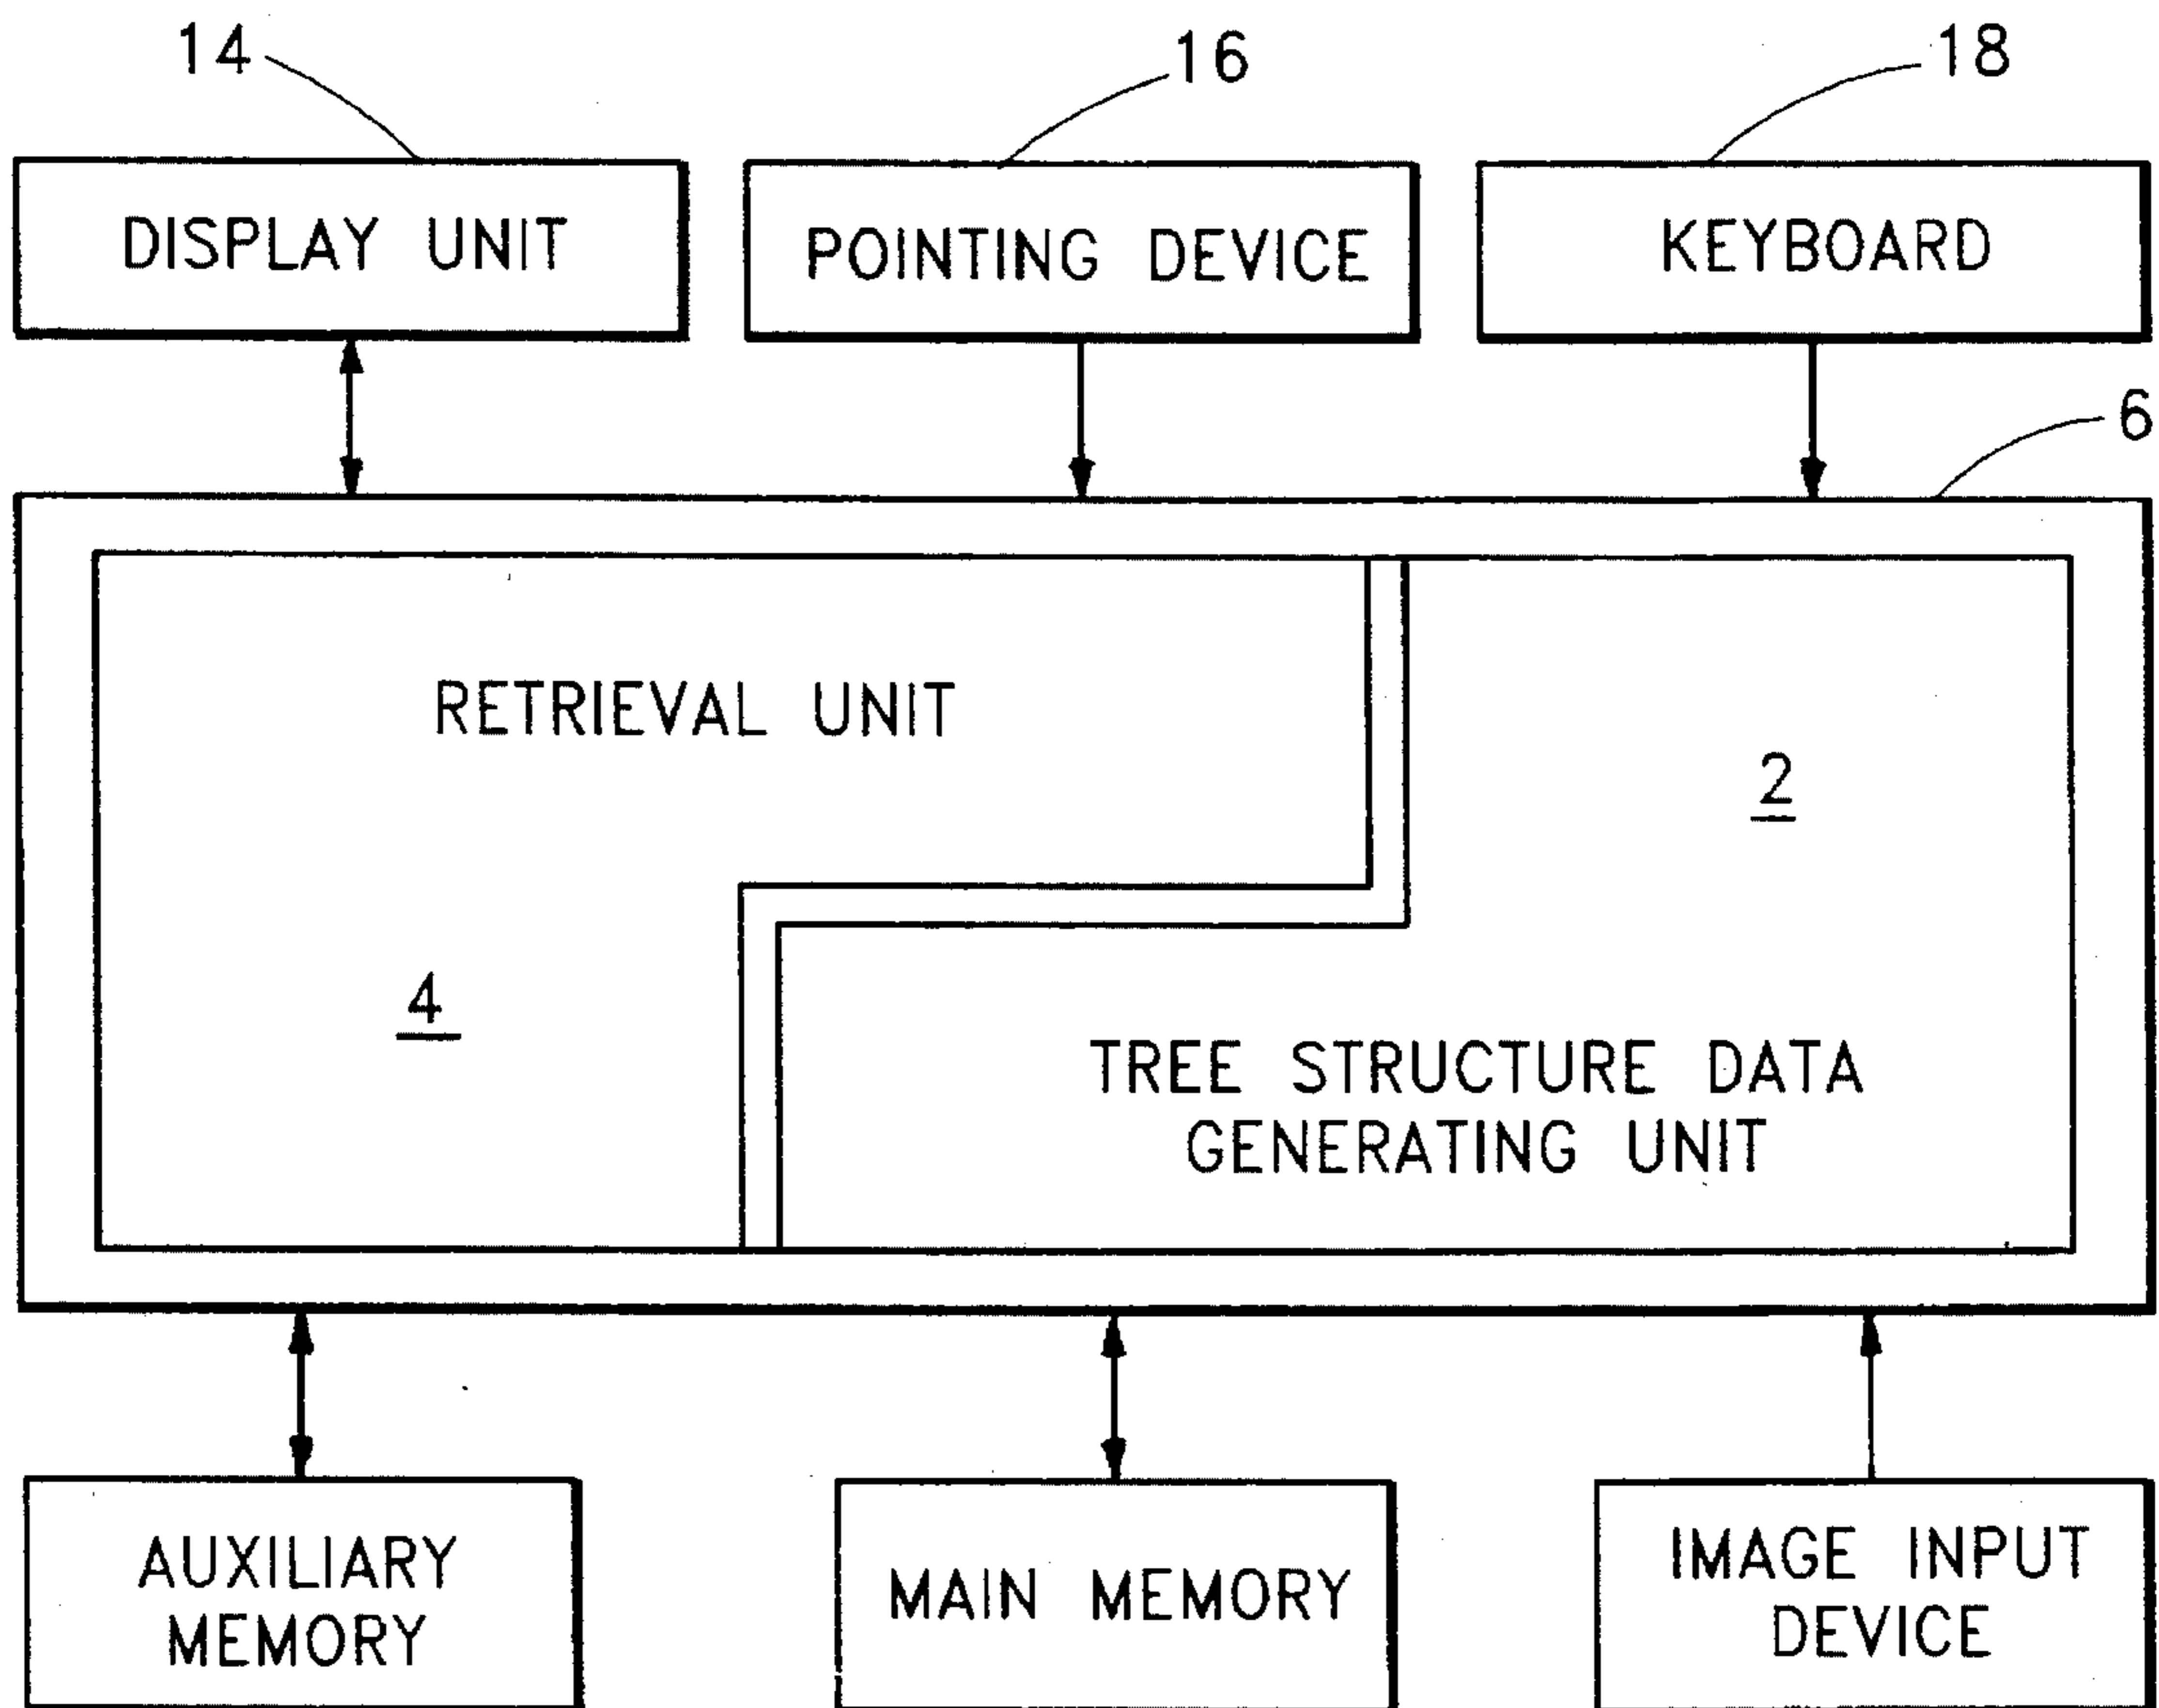 14
16
18
DISPLAY UNIT
POINTING DEVICE
KEYBOARD
6
RETRIEVAL UNIT
2
4
TREE STRUCTURE DATA
GENERATING UNIT
AUXILIARY
MEMORY
MAIN MEMORY
IMAGE INPUT
DEVICE